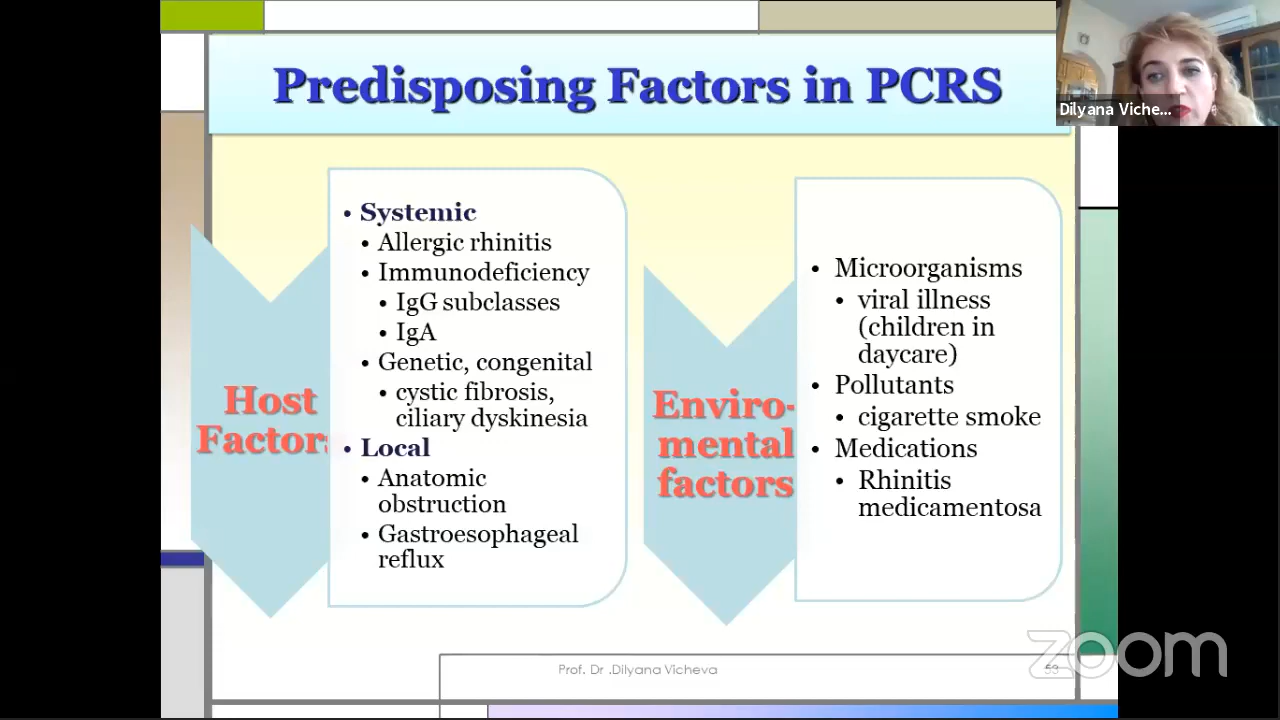 Predisposing Factors in PCRS
Dilyana Viche...
Host
Factors
• Systemic
• Allergic rhinitis
• Immunodeficiency
• IgG subclasses
• IgA
• Genetic, congenital
• cystic fibrosis,
ciliary dyskinesia
• Local
• Anatomic
obstruction
• Gastroesophageal
reflux
Enviro-
mental
factors
• Microorganisms
• viral illness
(children in
daycare)
• Pollutants
• cigarette smoke
• Medications
• Rhinitis
medicamentosa
Prof. Dr .Dilyana Vicheva
zoom